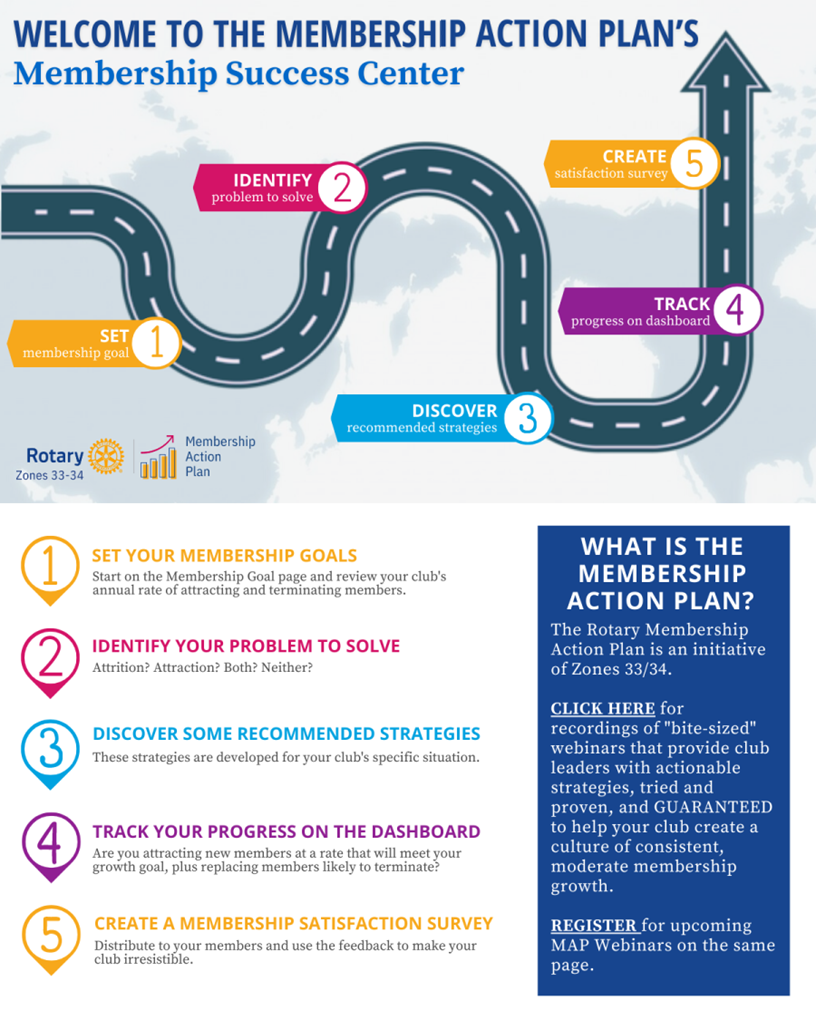 WELCOME TO THE MEMBERSHIP ACTION PLAN'S
Membership Success Center
CREATE
satisfaction survey
5
IDENTIFY
problem to solve
2
TRACK
progress on dashboard
4
SET
membership goal
1
DISCOVER
recommended strategies
3
Rotary
Zones 33-34
Membership
Action
Plan
1
SET YOUR MEMBERSHIP GOALS
Start on the Membership Goal page and review your club's
annual rate of attracting and terminating members.
2
IDENTIFY YOUR PROBLEM TO SOLVE
Attrition? Attraction? Both? Neither?
3
DISCOVER SOME RECOMMENDED STRATEGIES
These strategies are developed for your club's specific situation.
4
TRACK YOUR PROGRESS ON THE DASHBOARD
Are you attracting new members at a rate that will meet your
growth goal, plus replacing members likely to terminate?
5
CREATE A MEMBERSHIP SATISFACTION SURVEY
Distribute to your members and use the feedback to make your
club irresistible.
WHAT IS THE
MEMBERSHIP
ACTION PLAN?
The Rotary Membership
Action Plan is an initiative
of Zones 33/34.
CLICK HERE for
recordings of "bite-sized"
webinars that provide club
leaders with actionable
strategies, tried and
proven, and GUARANTEED
to help your club create a
culture of consistent,
moderate membership
growth.
REGISTER for upcoming
MAP Webinars on the same
page.